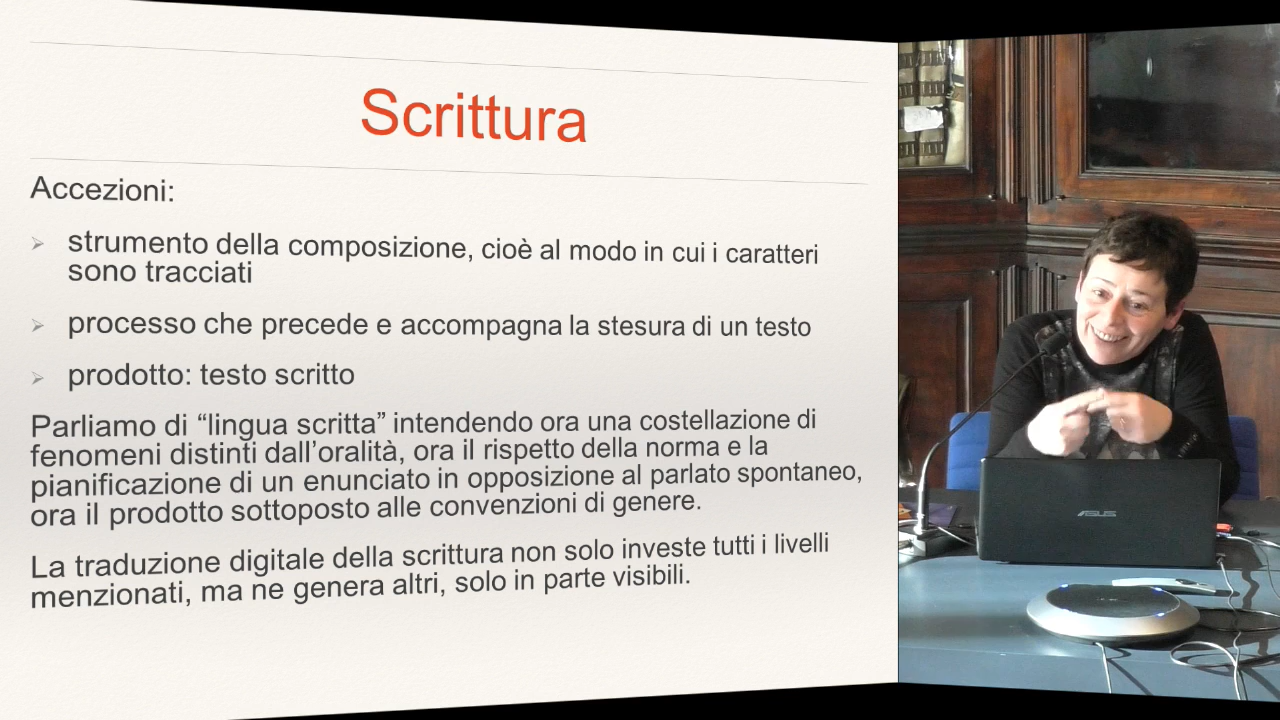 Scrittura
Accezioni:
strumento della composizione, cioè al modo in cui i caratteri
sono tracciati
processo che precede e accompagna la stesura di un testo
prodotto: testo scritto
Parliamo di “lingua scritta” intendendo ora una costellazione di
fenomeni distinti dall’oralità, ora il rispetto della norma e la
pianificazione di un enunciato in opposizione al parlato spontaneo,
ora il prodotto sottoposto alle convenzioni di genere.
La traduzione digitale della scrittura non solo investe tutti i livelli
menzionati, ma ne genera altri, solo in parte visibili.
ASUS